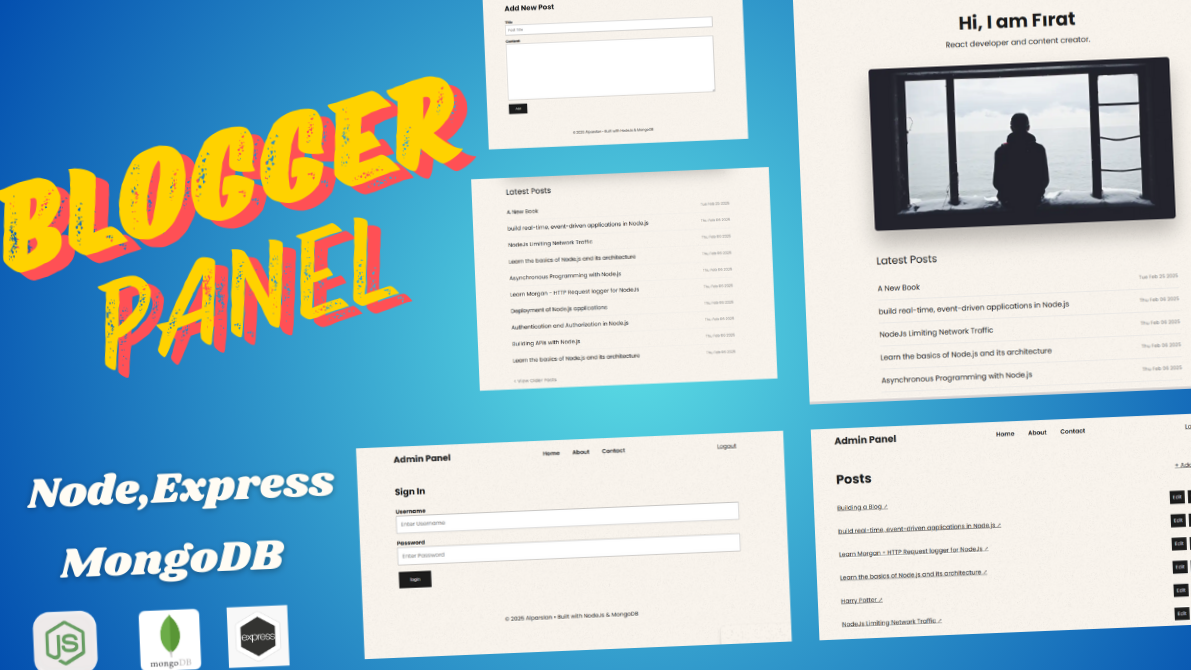 BLOGGER
PANEL
Node,Express
MongoDB
JS
mongoDB
express
Add New Post
Title
Post Title
Content
Add
© 2025 Alparslan • Built with NodeJs & MongoDB
Latest Posts
A New Book
Tue Feb 25 2025
build real-time, event-driven applications in Node.js
Thu Feb 06 2025
NodeJs Limiting Network Traffic
Thu Feb 06 2025
Learn the basics of Node.js and its architecture
Thu Feb 06 2025
Asynchronous Programming with Node.js
Thu Feb 06 2025
Learn Morgan - HTTP Request logger for NodeJs
Thu Feb 06 2025
Deployment of Node.js applications
Thu Feb 06 2025
Authentication and Authorization in Node.js
Thu Feb 06 2025
Building APIs with Node.js
Thu Feb 06 2025
Learn the basics of Node.js and its architecture
Thu Feb 06 2025
< View Older Posts
Hi, I am Fırat
React developer and content creator.
Latest Posts
A New Book
Tue Feb 25 2025
build real-time, event-driven applications in Node.js
Thu Feb 06 2025
NodeJs Limiting Network Traffic
Thu Feb 06 2025
Learn the basics of Node.js and its architecture
Thu Feb 06 2025
Asynchronous Programming with Node.js
Thu Feb 06 2025
Admin Panel
Home About Contact
Logout
Sign In
Username
Enter Username
Password
Enter Password
login
© 2025 Alparslan • Built with NodeJs & MongoDB
Admin Panel
Home About Contact
Posts
Building a Blog
Edit
build real-time, event-driven applications in Node.js
Edit
Learn Morgan - HTTP Request logger for NodeJs
Edit
Learn the basics of Node.js and its architecture
Edit
Harry Potter
Edit
NodeJs Limiting Network Traffic
Edit